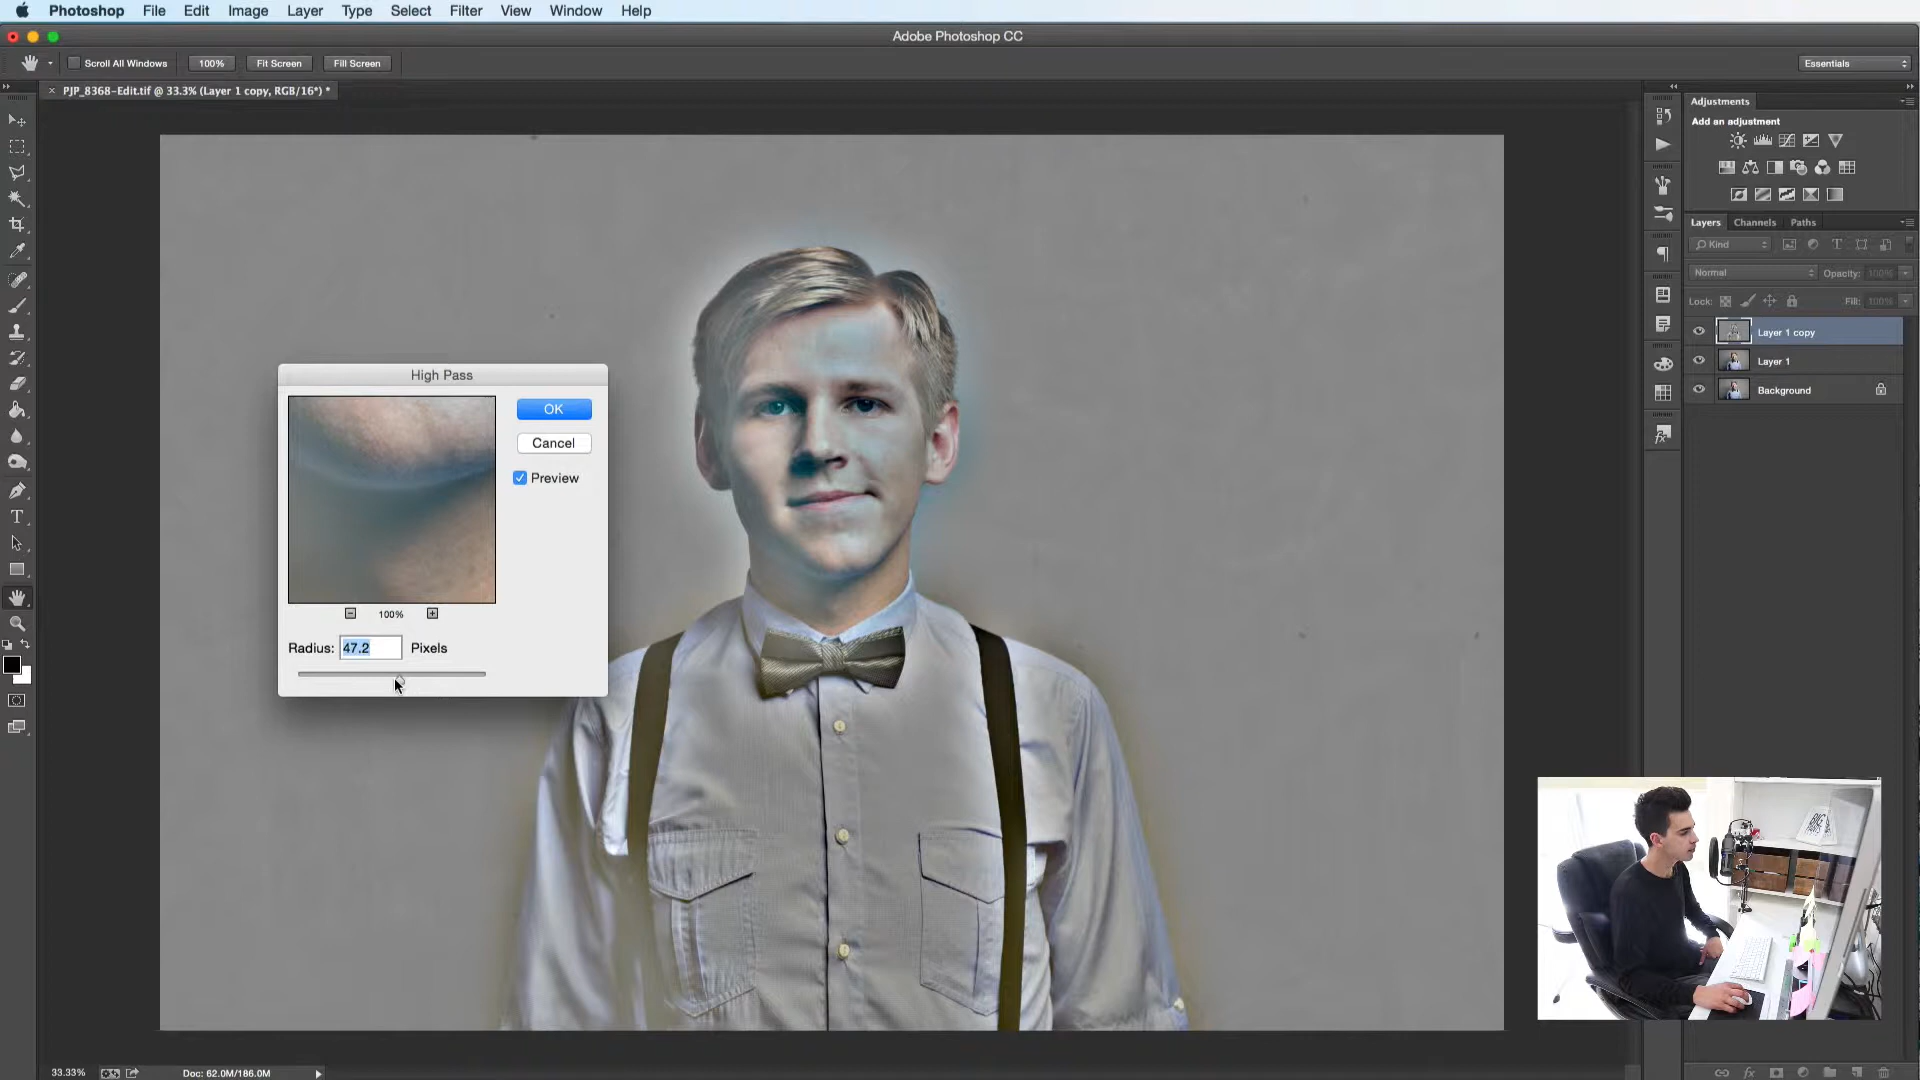 Photoshop File Edit Image Layer Type Select Filter View Window Help
Adobe Photoshop CC
Scroll All Windows 100% Fit Screen Fill Screen Essentials
× PJP_8368-Edit.tif @ 33.3% (Layer 1 copy, RGB/16*) *
Adjustments
Add an adjustment
Layers Channels Paths
Kind
Normal Opacity: 100%
Lock: Fill: 100%
Layer 1 copy
Layer 1
Background
High Pass
OK
Cancel
Preview
100%
Radius: 47.2 Pixels
33.33% Doc: 62.0M/186.0M